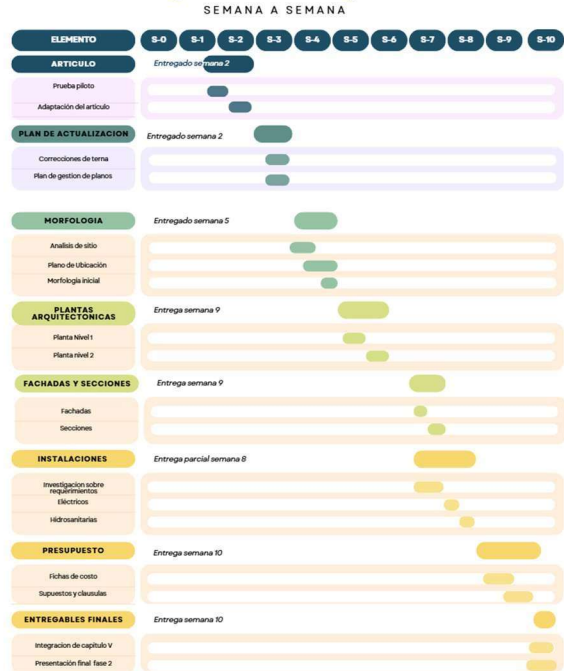 SEMANA A SEMANA
ELEMENTO S-0 S-1 S-2 S-3 S-4 S-5 S-6 S-7 S-8 S-9 S-10
ARTICULO Entregado semana 2
Prueba piloto
Adaptación del articulo
PLAN DE ACTUALIZACION Entregado semana 2
Correcciones de terna
Plan de gestion de planos
MORFOLOGIA Entregado semana 5
Analisis de sitio
Plano de Ubicación
Morfologia inicial
PLANTAS
ARQUITECTONICAS
Entrega semana 9
Planta Nivel 1
Planta nivel 2
FACHADAS Y SECCIONES Entrega semana 9
Fachadas
Secciones
INSTALACIONES Entrega parcial semana 8
Investigacion sobre
requerimientos
Eléctricos
Hidrosanitarias
PRESUPUESTO Entrega semana 10
Fichas de costo
Supuestos y clausulas
ENTREGABLES FINALES Entrega semana 10
Integracion de capitulo V
Presentación final fase 2